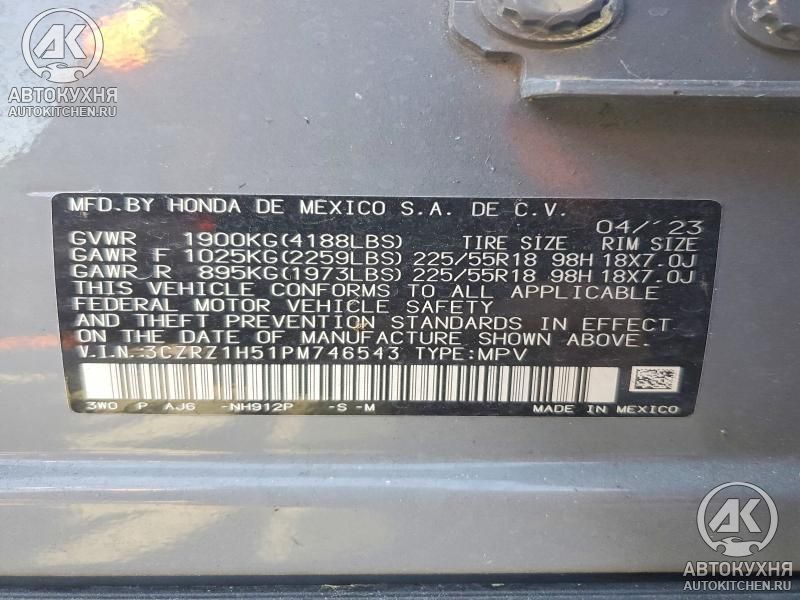 АВТОКУХНЯ
AUTOKITCHEN.RU
MFD.BY HONDA DE MEXICO S.A. DE C.V. 04/'23
GVWR 1900KG(4188LBS) TIRE SIZE RIM SIZE
GAWR F 1025KG(2259LBS) 225/55R18 98H 18X7.0J
GAWR R 895KG(1973LBS) 225/55R18 98H 18X7.0J
THIS VEHICLE CONFORMS TO ALL APPLICABLE
FEDERAL MOTOR VEHICLE SAFETY
AND THEFT PREVENTION STANDARDS IN EFFECT
ON THE DATE OF MANUFACTURE SHOWN ABOVE.
V.I.N.:3CZRZ1H51PM746543 TYPE:MPV
3W0 P AJ6 -NH912P -S -M MADE IN MEXICO
АВТОКУХНЯ
AUTOKITCHEN.RU